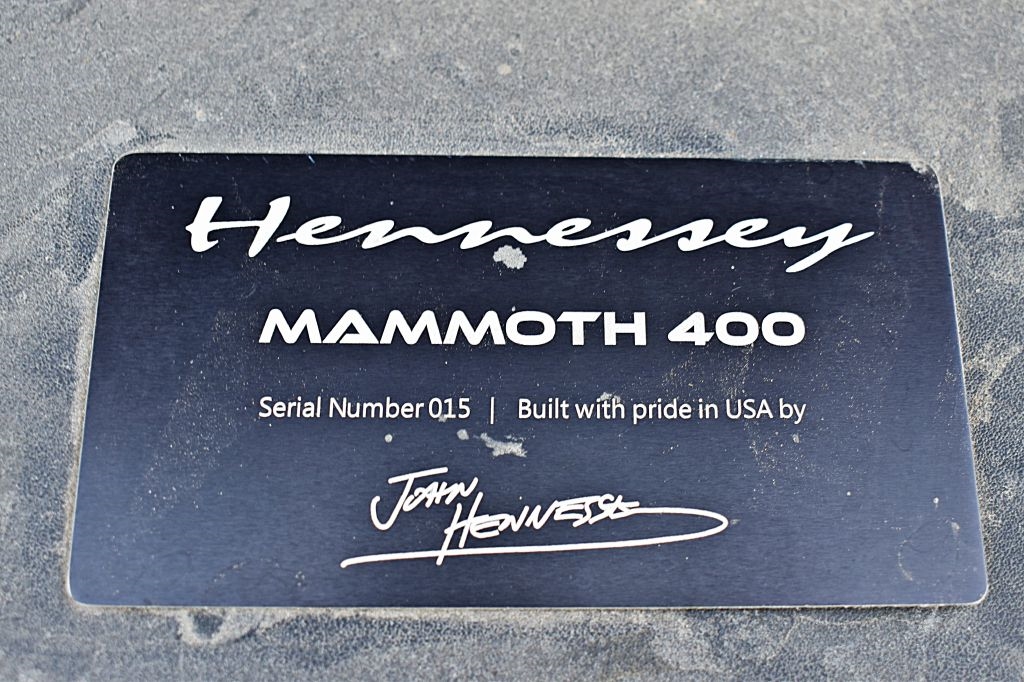 Hennessey
MAMMOTH 400
Serial Number 015 | Built with pride in USA by
JOHN
HENNESSEY